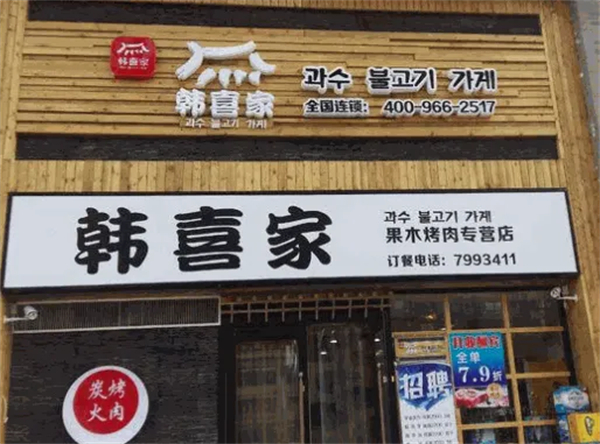 韩喜家
韩喜家
과수 불고기 가게
과수 불고기 가게
全国连锁: 400-966-2517
韩喜家
과수 불고기 가게
果木烤肉专营店
订餐电话: 7993411
炭烤
火肉
招聘
全单
7.9折